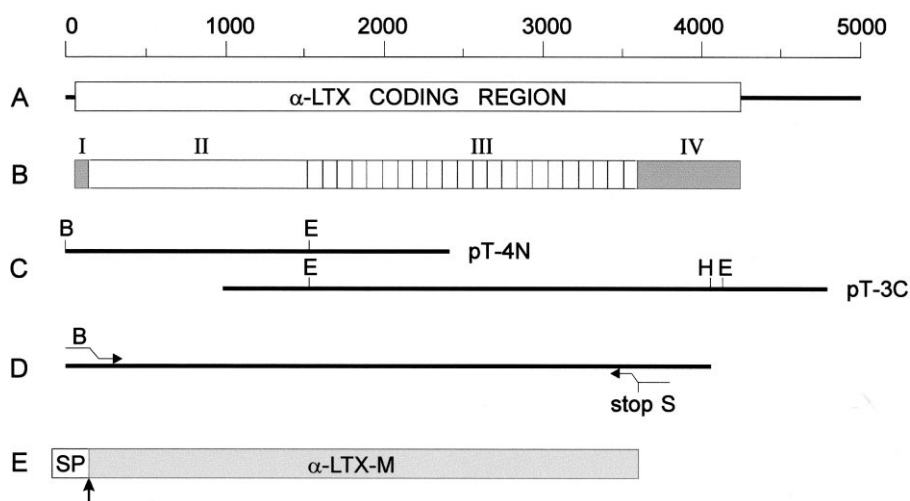 0 1000 2000 3000 4000 5000
A α-LTX CODING REGION
I II III IV
B
B E pT-4N
C
E H E pT-3C
B
D
stop S
E SP α-LTX-M